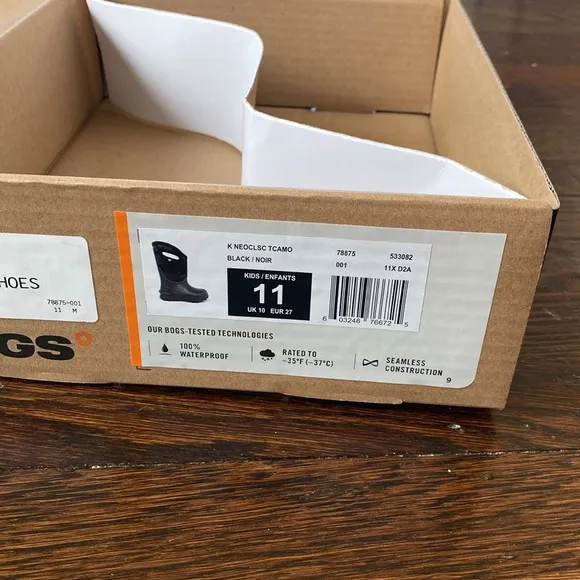 HOES
78875-001
11 M
GS
K NEOCLSC TCAMO 78875 533082
BLACK / NOIR 001 11X D2A
KIDS / ENFANTS
11
UK 10 EUR 27
6 03246 76672 5
OUR BOGS-TESTED TECHNOLOGIES
100% WATERPROOF
RATED TO -35°F (-37°C)
SEAMLESS CONSTRUCTION
9